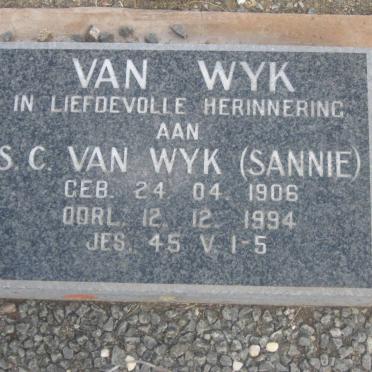 VAN WYK
IN LIEFDEVOLLE HERINNERING
AAN
S. C. VAN WYK (SANNIE)
GEB. 24. 04. 1906
OORL. 12. 12. 1994
JES. 45 V. 1-5